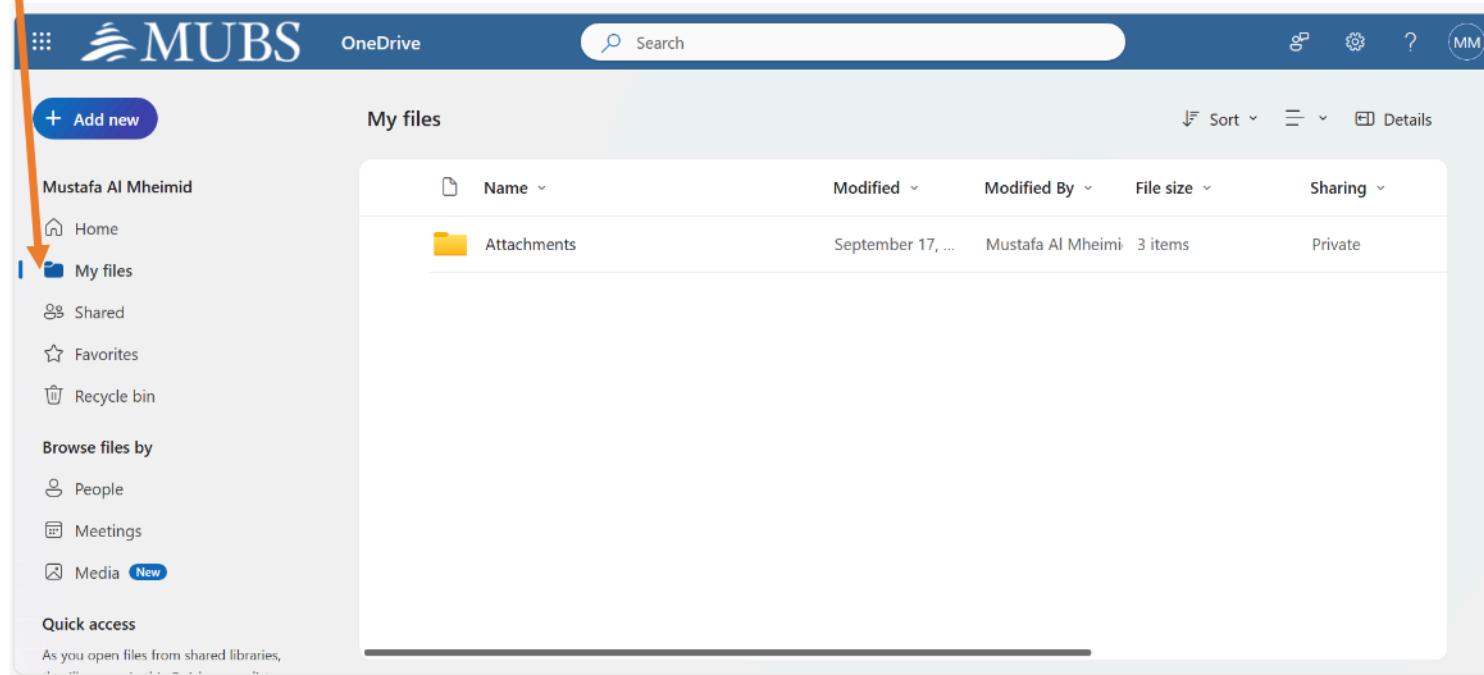 MUBS OneDrive Search ? MM
+ Add new
My files
Sort
Details
Mustafa Al Mheimid
Name Modified Modified By File size Sharing
Home
Attachments September 17, ... Mustafa Al Mheimi 3 items Private
My files
Shared
Favorites
Recycle bin
Browse files by
People
Meetings
Media New
Quick access
As you open files from shared libraries,